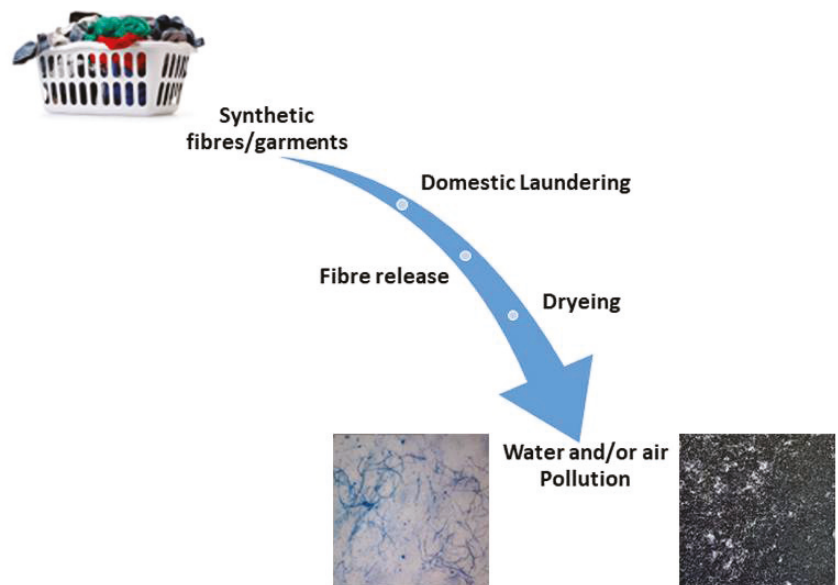 Synthetic
fibres/garments
Domestic Laundering
Fibre release
Dryeing
Water and/or air
Pollution